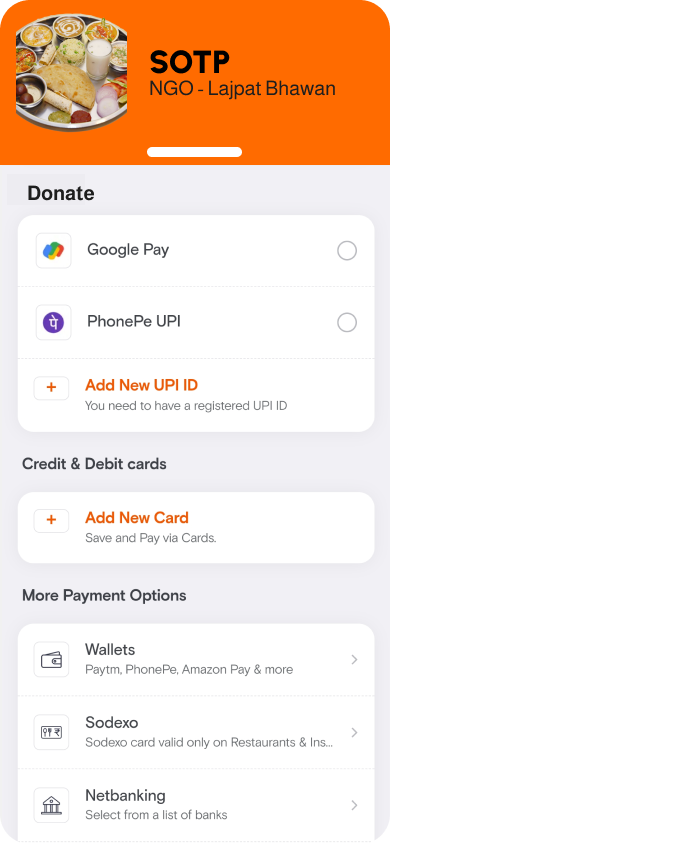 SOTP
NGO - Lajpat Bhawan
Donate
Google Pay
पे
PhonePe UPI
+ Add New UPI ID
You need to have a registered UPI ID
Credit & Debit cards
+ Add New Card
Save and Pay via Cards.
More Payment Options
Wallets
Paytm, PhonePe, Amazon Pay & more
₹
Sodexo
Sodexo card valid only on Restaurants & Ins...
Netbanking
Select from a list of banks